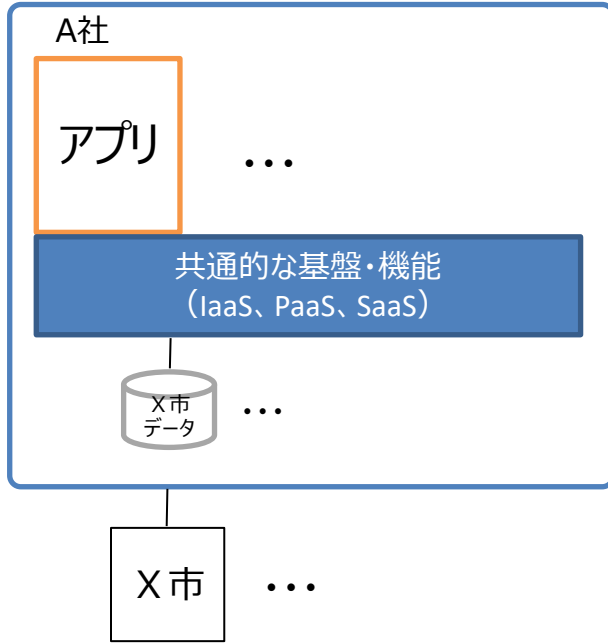 A社
アプリ
…
共通的な基盤・機能
(IaaS、PaaS、SaaS)
X市
データ
…
X市
…